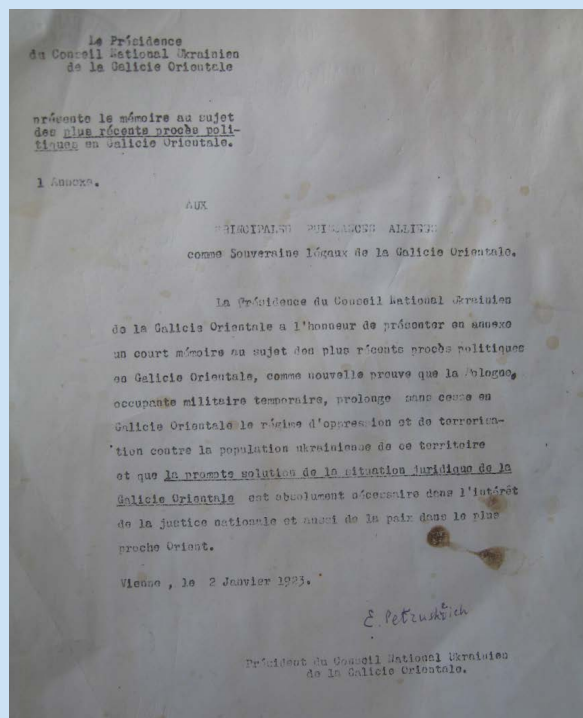 La Présidence
du Conseil National Ukrainien
de la Galicie Orientale
présente le mémoire au sujet
des plus récents procès poli-
tiques en Galicie Orientale.
1 Annexe.
AUX
PRINCIPALES PUISSANCES ALLIEES
comme Souverains légaux de la Galicie Orientale.
La Présidence du Conseil National Ukrainien
de la Galicie Orientale a l'honneur de présenter en annexe
un court mémoire au sujet des plus récents procès politiques
en Galicie Orientale, comme nouvelle preuve que la Pologne,
occupante militaire temporaire, prolonge sans cesse en
Galicie Orientale le régime d'oppression et de terrorisa-
tion contre la population ukrainienne de ce territoire
et que la prompte solution de la situation juridique de la
Galicie Orientale est absolument nécessaire dans l'intérêt
de la justice nationale et aussi de la paix dans le plus
proche Orient.
Vienne, le 2 Janvier 1923.
E. Petrushevich
Président du Conseil National Ukrainien
de la Galicie Orientale.